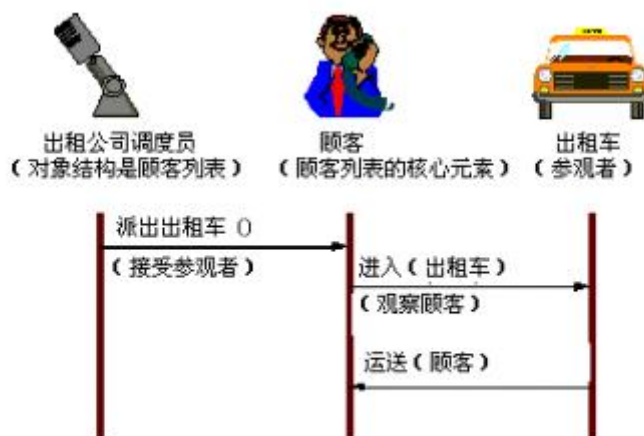 出租公司调度员
(对象结构是顾客列表)
顾客
(顾客列表的核心元素)
出租车
(参观者)
派出出租车 ()
(接受参观者)
进入(出租车)
(观察顾客)
运送(顾客)